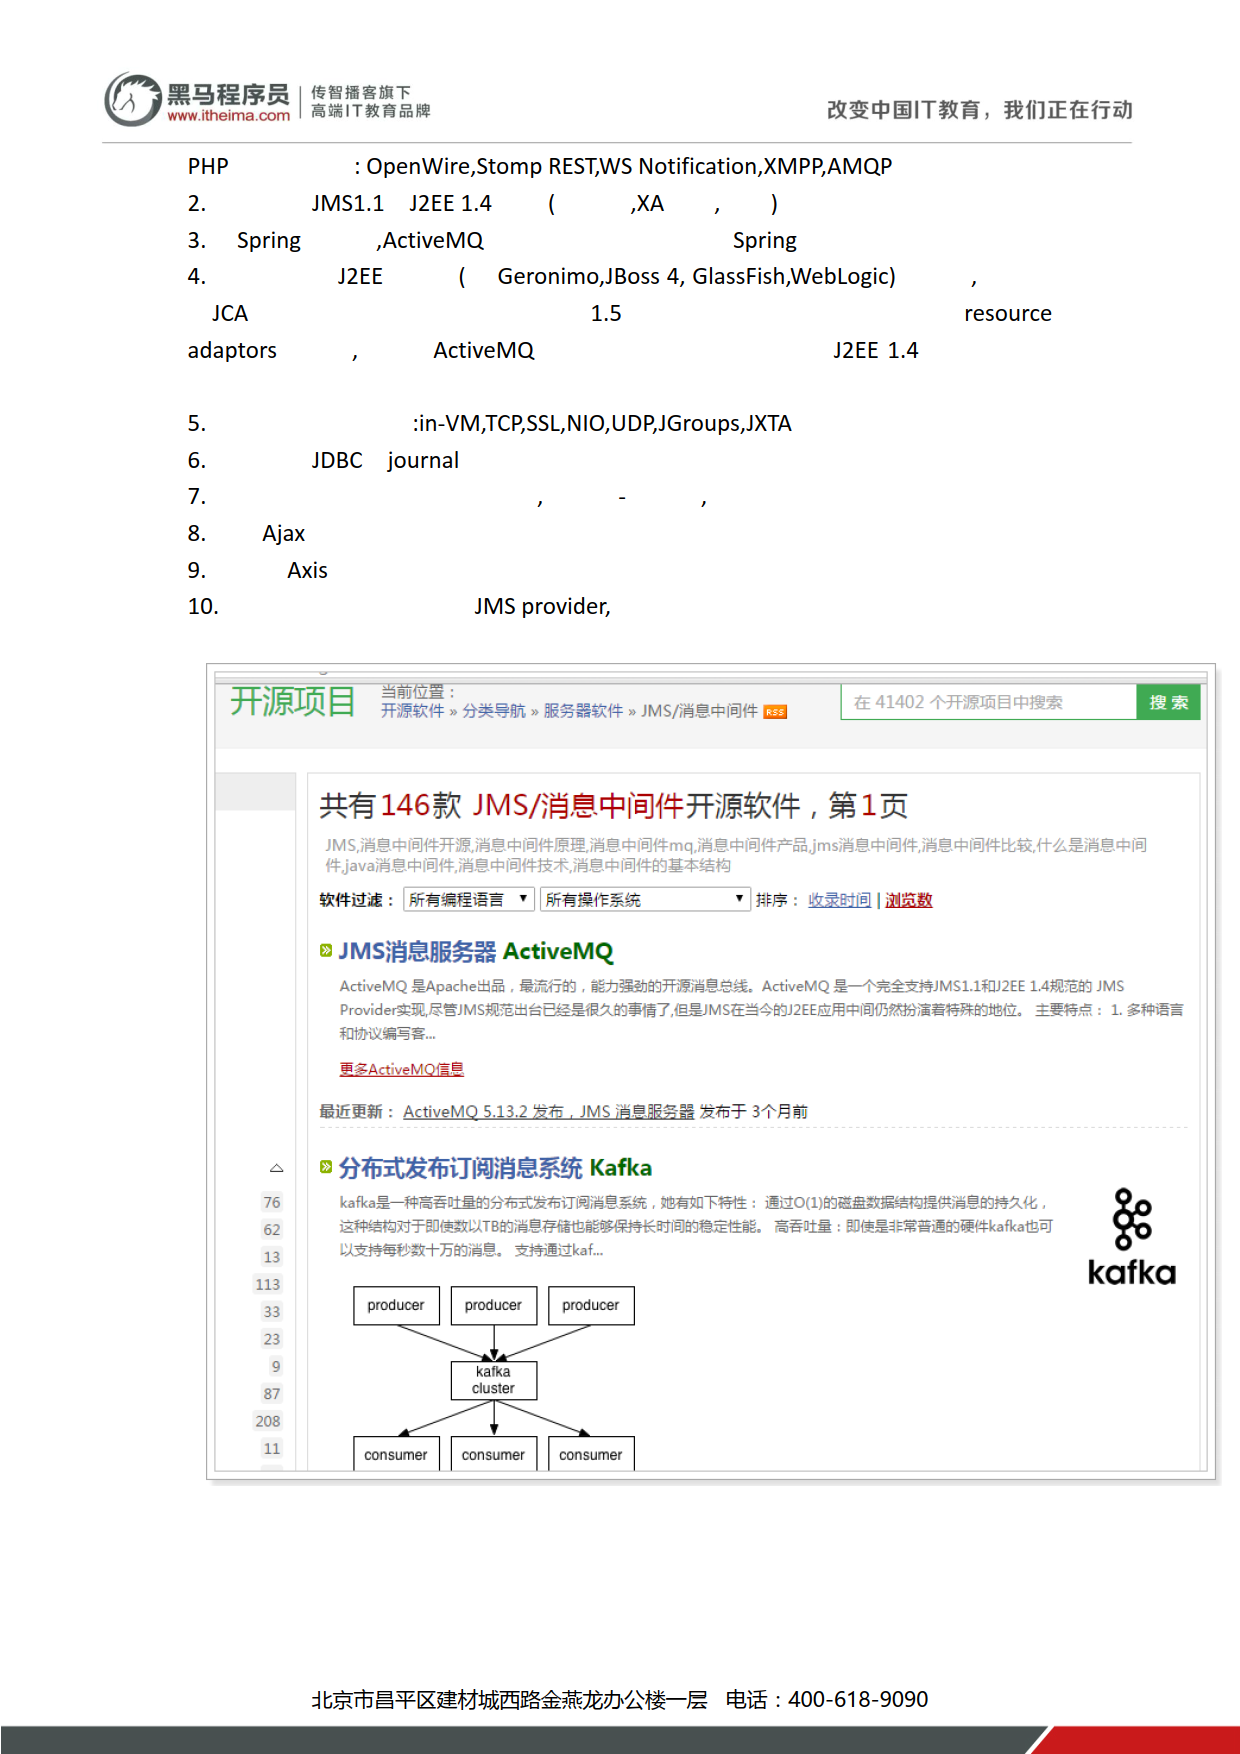 黑马程序员
www.itheima.com
传智播客旗下
高端IT教育品牌
改变中国IT教育，我们正在行动
PHP : OpenWire,Stomp REST,WS Notification,XMPP,AMQP
2. JMS1.1 J2EE 1.4 ( ,XA , )
3. Spring ,ActiveMQ Spring
4. J2EE ( Geronimo,JBoss 4, GlassFish,WebLogic) ,
JCA 1.5 resource
adaptors , ActiveMQ J2EE 1.4
5. :in-VM,TCP,SSL,NIO,UDP,JGroups,JXTA
6. JDBC journal
7. , - ,
8. Ajax
9. Axis
10. JMS provider,
开源项目
当前位置：
开源软件 » 分类导航 » 服务器软件 » JMS/消息中间件 RSS
在 41402 个开源项目中搜索
搜 索
共有146款 JMS/消息中间件开源软件，第1页
JMS,消息中间件开源,消息中间件原理,消息中间件mq,消息中间件产品,jms消息中间件,消息中间件比较,什么是消息中间
件,java消息中间件,消息中间件技术,消息中间件的基本结构
软件过滤： 所有编程语言 ▼ 所有操作系统 ▼ 排序： 收录时间 | 浏览数
JMS消息服务器 ActiveMQ
ActiveMQ 是Apache出品，最流行的，能力强劲的开源消息总线。ActiveMQ 是一个完全支持JMS1.1和J2EE 1.4规范的 JMS
Provider实现,尽管JMS规范出台已经是很久的事情了,但是JMS在当今的J2EE应用中间仍然扮演着特殊的地位。 主要特点： 1. 多种语言
和协议编写客...
更多ActiveMQ信息
最近更新： ActiveMQ 5.13.2 发布，JMS 消息服务器 发布于 3个月前
分布式发布订阅消息系统 Kafka
kafka是一种高吞吐量的分布式发布订阅消息系统，她有如下特性： 通过O(1)的磁盘数据结构提供消息的持久化，
这种结构对于即使数以TB的消息存储也能够保持长时间的稳定性能。 高吞吐量：即使是非常普通的硬件kafka也可
以支持每秒数十万的消息。 支持通过kaf...
kafka
76
62
13
113
33
23
9
87
208
11
producer producer producer
kafka
cluster
consumer consumer consumer
北京市昌平区建材城西路金燕龙办公楼一层 电话：400-618-9090